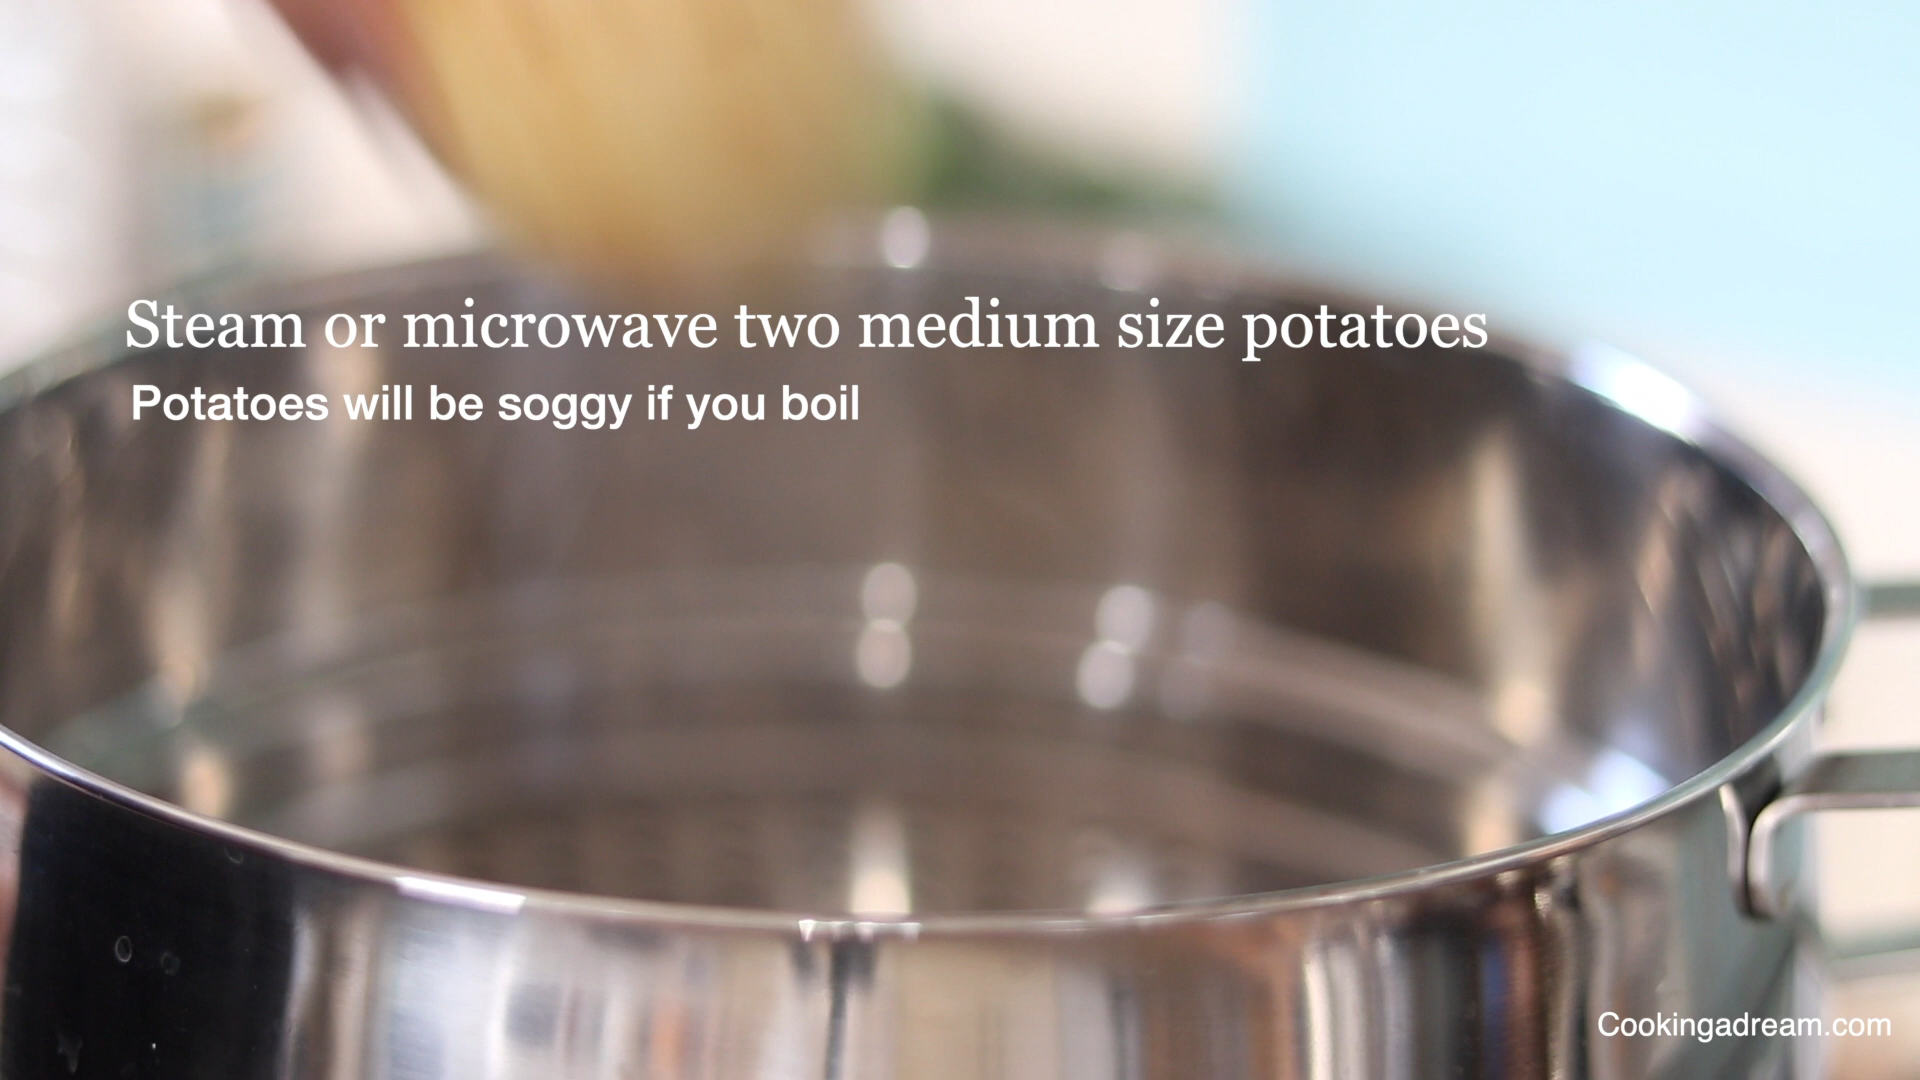 Steam or microwave two medium size potatoes
Potatoes will be soggy if you boil
Cookingadream.com